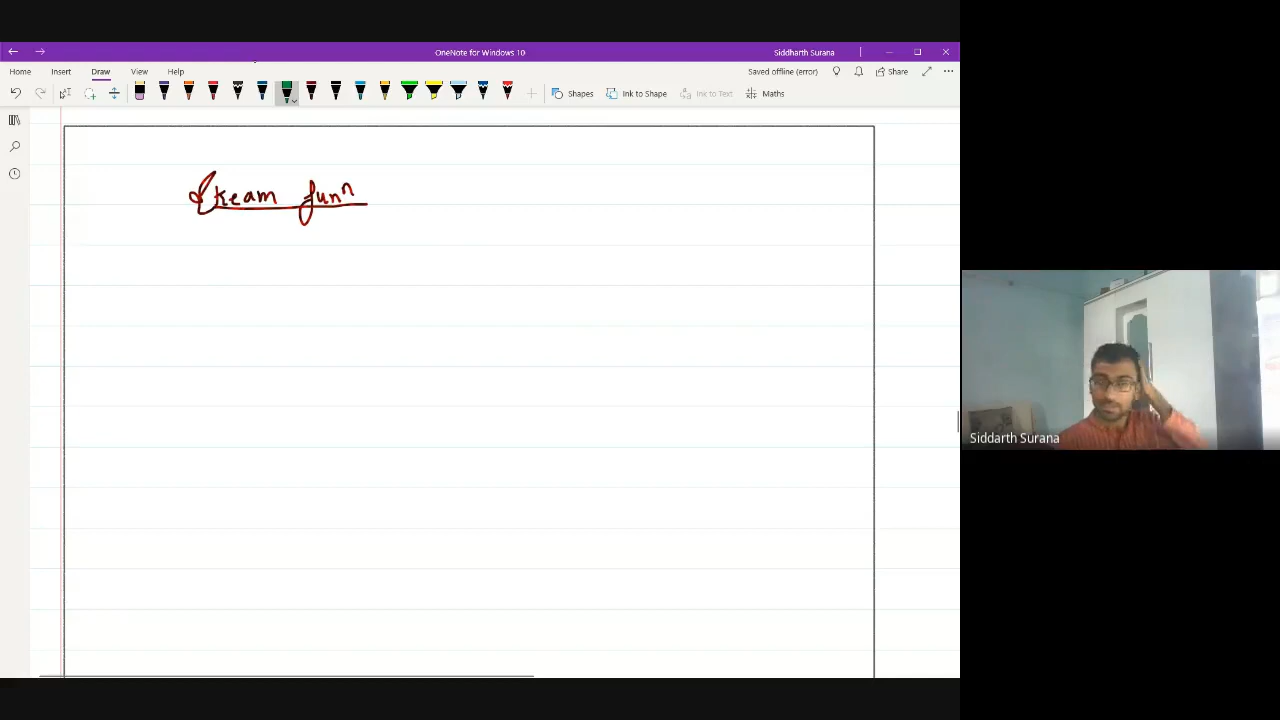 OneNote for Windows 10
Siddharth Surana
Home Insert Draw View Help
Saved offline (error) Share
Shapes Ink to Shape Ink to Text Maths
Stream funⁿ
Siddarth Surana